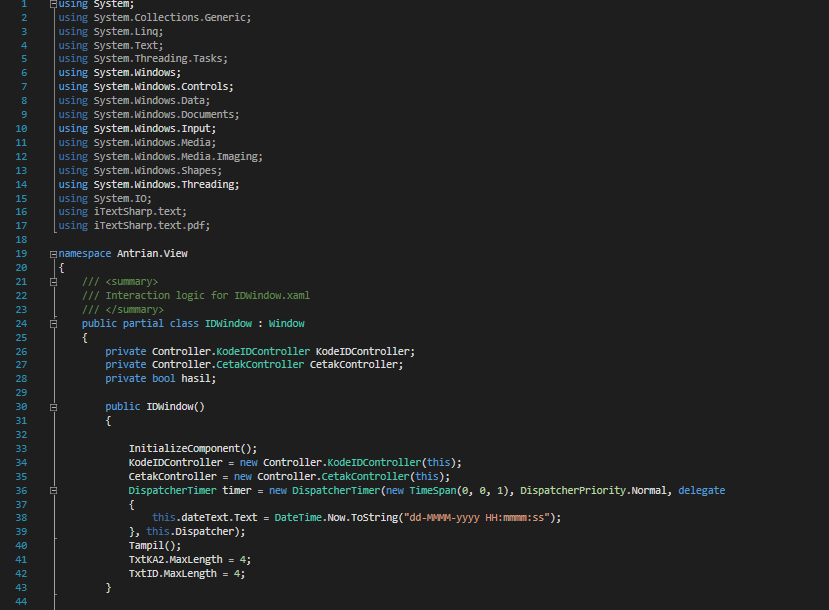 1 using System;
2 using System.Collections.Generic;
3 using System.Linq;
4 using System.Text;
5 using System.Threading.Tasks;
6 using System.Windows;
7 using System.Windows.Controls;
8 using System.Windows.Data;
9 using System.Windows.Documents;
10 using System.Windows.Input;
11 using System.Windows.Media;
12 using System.Windows.Media.Imaging;
13 using System.Windows.Shapes;
14 using System.Windows.Threading;
15 using System.IO;
16 using iTextSharp.text;
17 using iTextSharp.text.pdf;
18
19 namespace Antrian.View
20 {
21 /// <summary>
22 /// Interaction logic for IDWindow.xaml
23 /// </summary>
24 public partial class IDWindow : Window
25 {
26 private Controller.KodeIDController KodeIDController;
27 private Controller.CetakController CetakController;
28 private bool hasil;
29
30 public IDWindow()
31 {
32
33 InitializeComponent();
34 KodeIDController = new Controller.KodeIDController(this);
35 CetakController = new Controller.CetakController(this);
36 DispatcherTimer timer = new DispatcherTimer(new TimeSpan(0, 0, 1), DispatcherPriority.Normal, delegate
37 {
38 this.dateText.Text = DateTime.Now.ToString("dd-MMMM-yyyy HH:mmmm:ss");
39 }, this.Dispatcher);
40 Tampil();
41 TxtKA2.MaxLength = 4;
42 TxtID.MaxLength = 4;
43 }
44